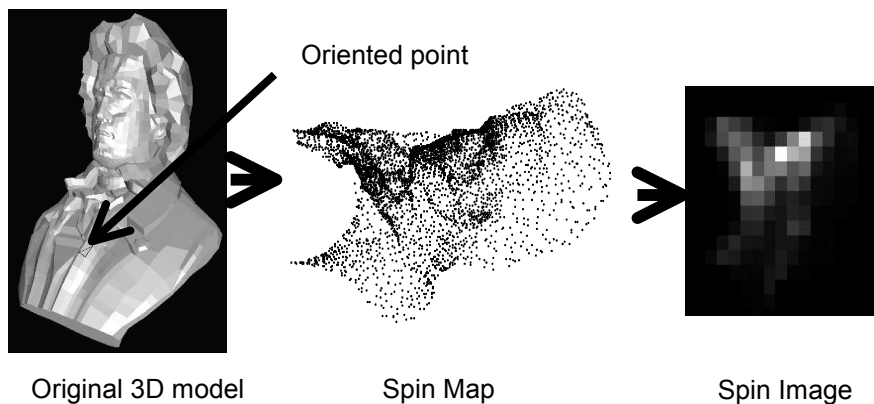 Oriented point
Original 3D model
Spin Map
Spin Image